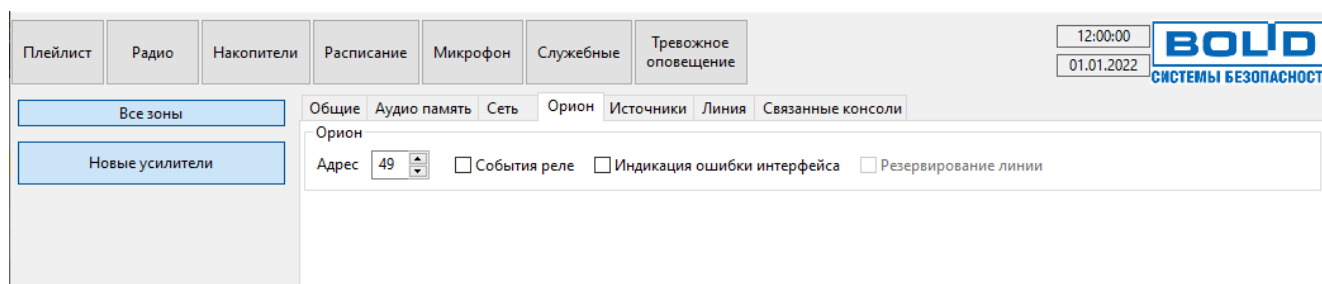 Плейлист Радио Накопители Расписание Микрофон Служебные Тревожное оповещение 12:00:00 01.01.2022
BOLID
СИСТЕМЫ БЕЗОПАСНОСТ
Все зоны
Новые усилители
Общие Аудио память Сеть Орион Источники Линия Связанные консоли
Орион
Адрес 49 События реле Индикация ошибки интерфейса Резервирование линии